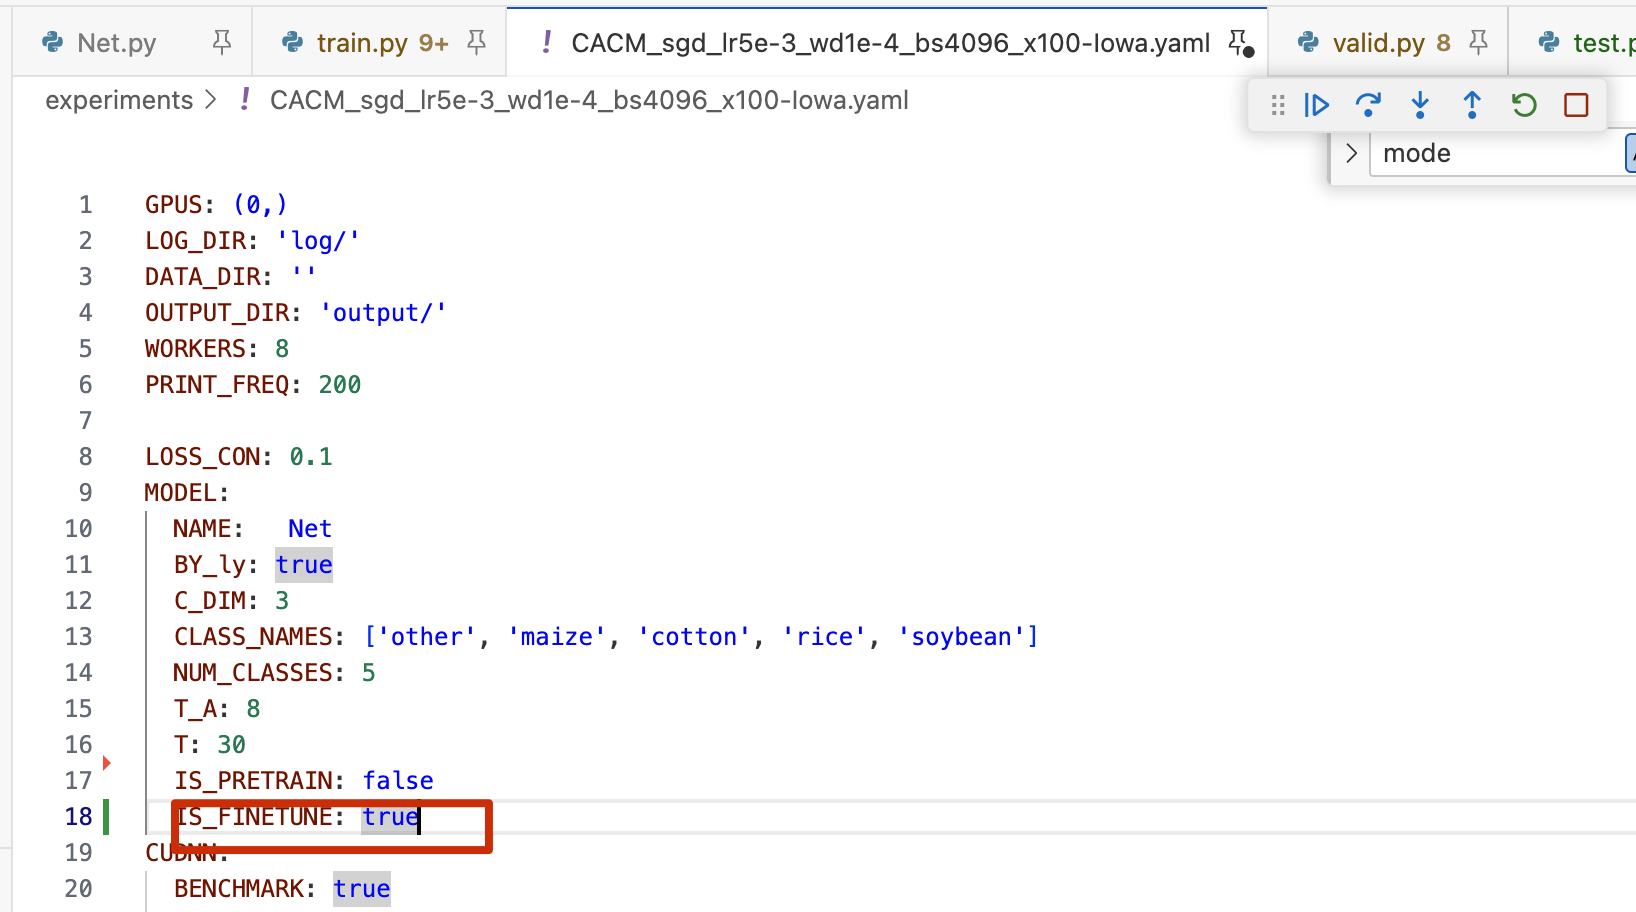 Net.py train.py 9+ ! CACM_sgd_lr5e-3_wd1e-4_bs4096_x100-Iowa.yaml valid.py 8
experiments > ! CACM_sgd_lr5e-3_wd1e-4_bs4096_x100-Iowa.yaml
mode
1 GPUS: (0,)
2 LOG_DIR: 'log/'
3 DATA_DIR: ''
4 OUTPUT_DIR: 'output/'
5 WORKERS: 8
6 PRINT_FREQ: 200
7
8 LOSS_CON: 0.1
9 MODEL:
10 NAME: Net
11 BY_ly: true
12 C_DIM: 3
13 CLASS_NAMES: ['other', 'maize', 'cotton', 'rice', 'soybean']
14 NUM_CLASSES: 5
15 T_A: 8
16 T: 30
17 IS_PRETRAIN: false
18 IS_FINETUNE: true
19 CUDNN:
20 BENCHMARK: true